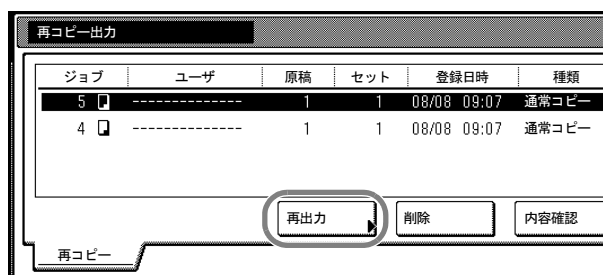 再コピー出力
ジョブ ユーザ 原稿 セット 登録日時 種類
5 -------------- 1 1 08/08 09:07 通常コピー
4 -------------- 1 1 08/08 09:07 通常コピー
再出力 削除 内容確認
再コピー